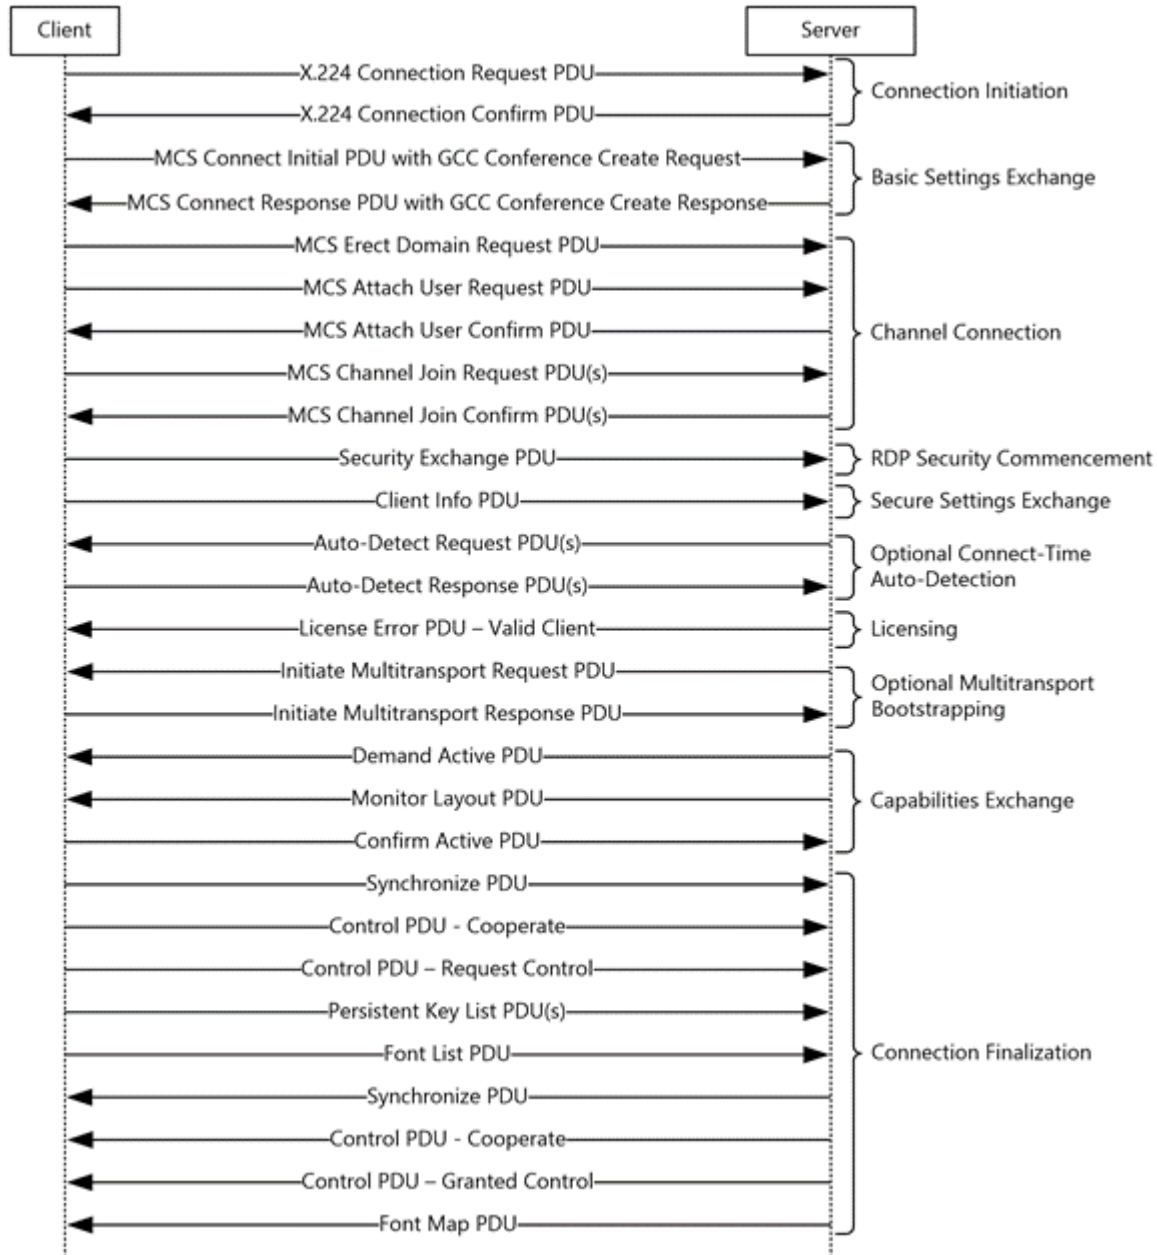 Client
Server
X.224 Connection Request PDU
X.224 Connection Confirm PDU
Connection Initiation
MCS Connect Initial PDU with GCC Conference Create Request
MCS Connect Response PDU with GCC Conference Create Response
Basic Settings Exchange
MCS Erect Domain Request PDU
MCS Attach User Request PDU
MCS Attach User Confirm PDU
MCS Channel Join Request PDU(s)
MCS Channel Join Confirm PDU(s)
Channel Connection
Security Exchange PDU
RDP Security Commencement
Client Info PDU
Secure Settings Exchange
Auto-Detect Request PDU(s)
Auto-Detect Response PDU(s)
Optional Connect-Time
Auto-Detection
License Error PDU – Valid Client
Licensing
Initiate Multitransport Request PDU
Initiate Multitransport Response PDU
Optional Multitransport
Bootstrapping
Demand Active PDU
Monitor Layout PDU
Confirm Active PDU
Capabilities Exchange
Synchronize PDU
Control PDU - Cooperate
Control PDU – Request Control
Persistent Key List PDU(s)
Font List PDU
Synchronize PDU
Control PDU - Cooperate
Control PDU – Granted Control
Font Map PDU
Connection Finalization